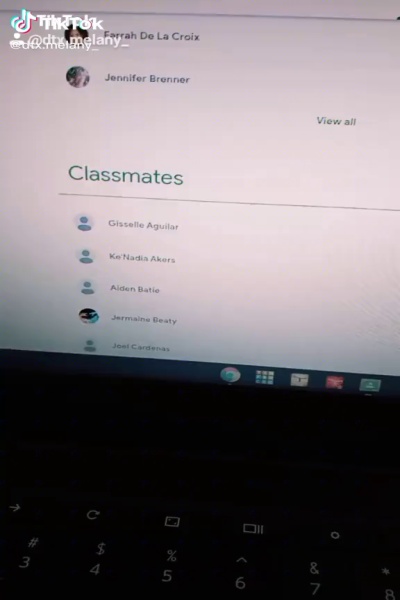 TikTok
@dtx.melany_
Farrah De La Croix
Jennifer Brenner
View all
Classmates
Gisselle Aguilar
Ke'Nadia Akers
Aiden Batie
Jermaine Beaty
Joel Cardenas
# $ % ^ & *
3 4 5 6 7 8